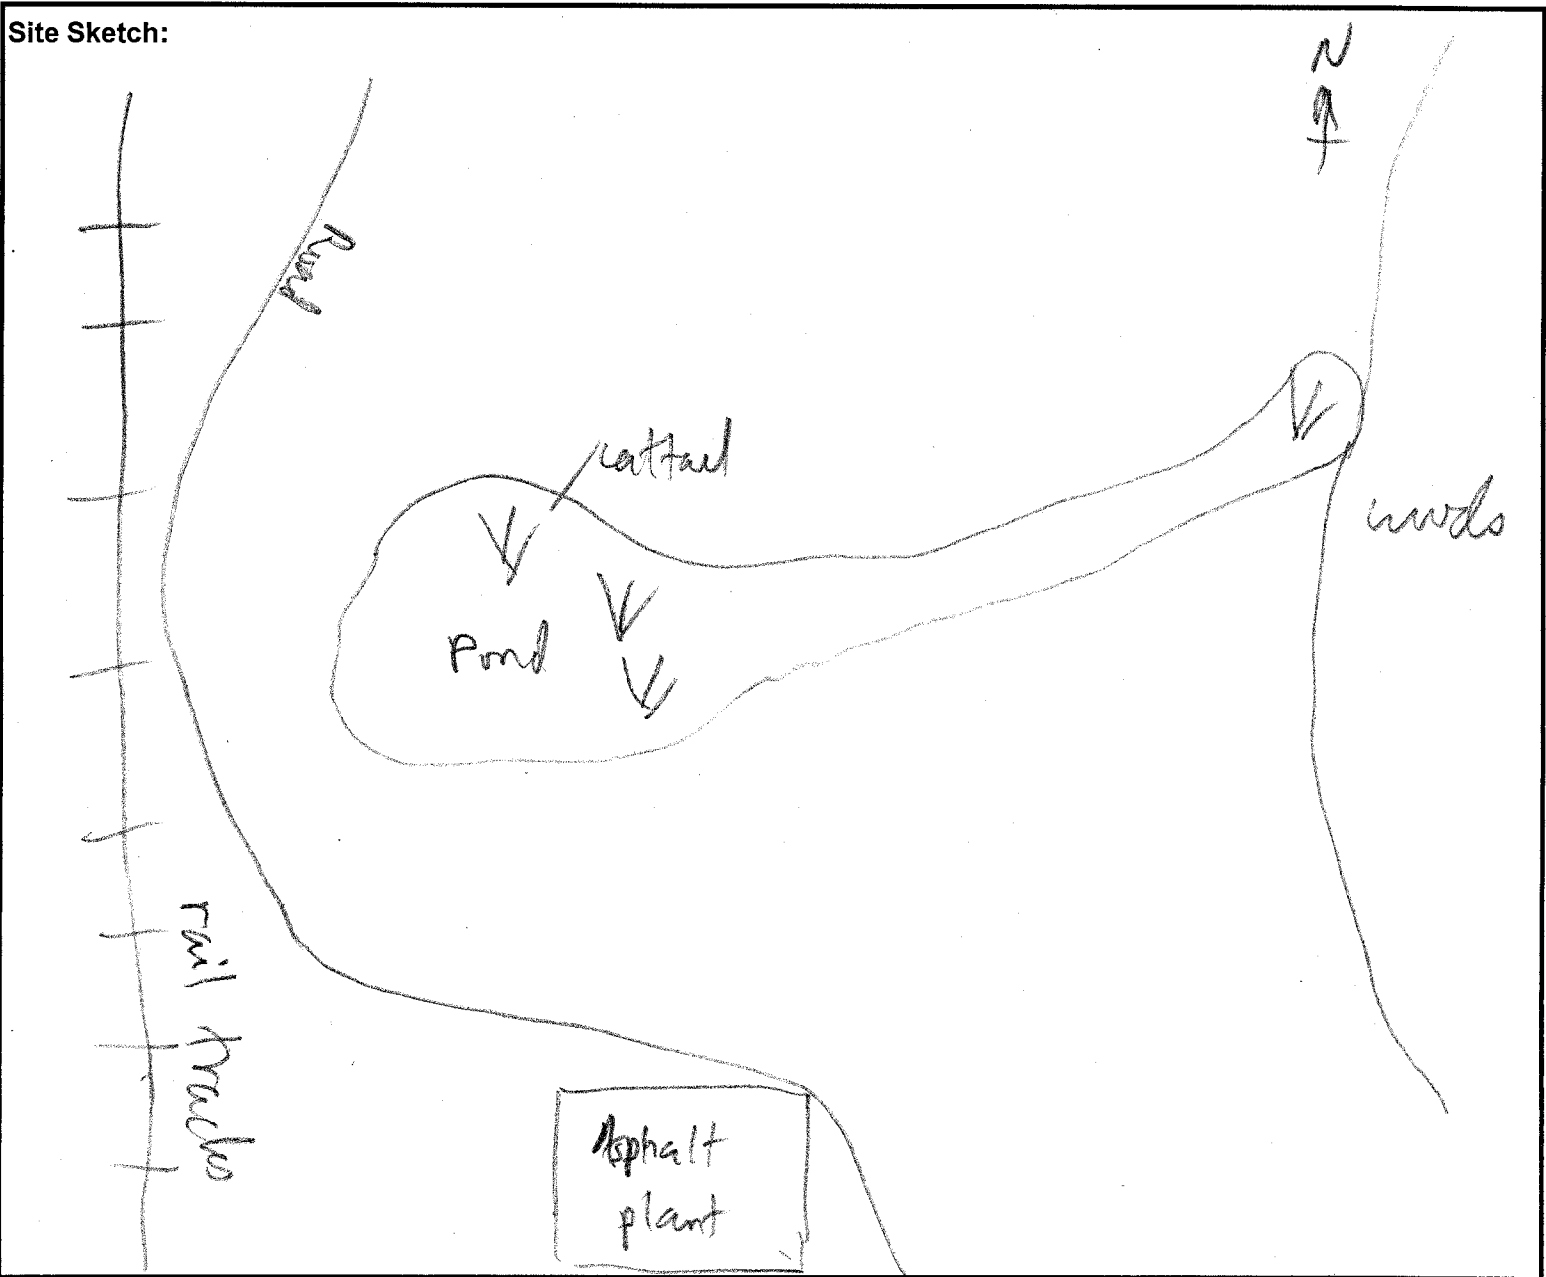 Site Sketch:
N
Road
cattail
woods
Pond
rail tracks
Asphalt
plant